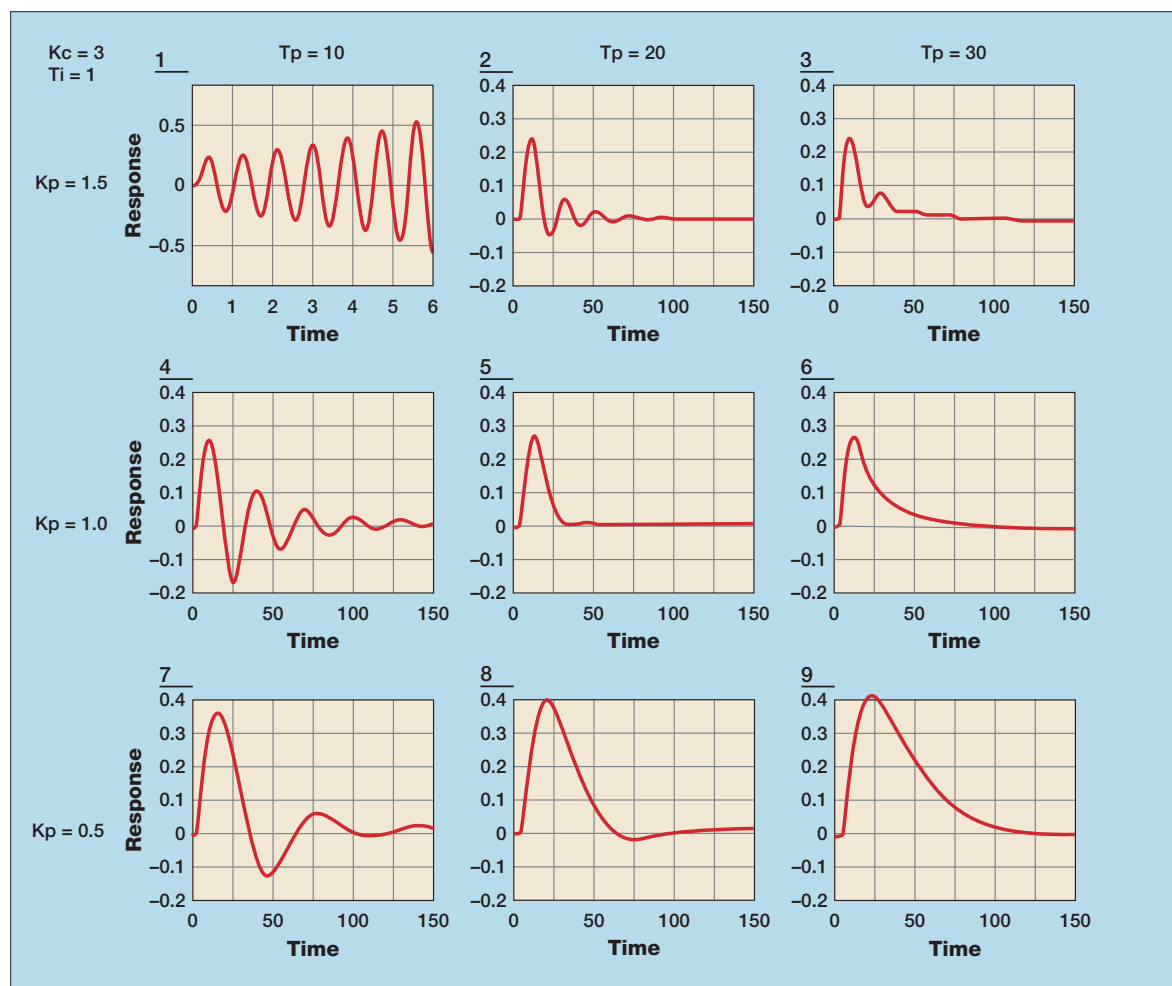 Kc = 3
Ti = 1
Tp = 10
Tp = 20
Tp = 30
Kp = 1.5
1
Response
0.5
0
–0.5
0 1 2 3 4 5 6
Time
2
0.4
0.3
0.2
0.1
0
–0.1
–0.2
0 50 100 150
Time
3
0.4
0.3
0.2
0.1
0
–0.1
–0.2
0 50 100 150
Time
Kp = 1.0
4
Response
0.4
0.3
0.2
0.1
0
–0.1
–0.2
0 50 100 150
Time
5
0.4
0.3
0.2
0.1
0
–0.1
–0.2
0 50 100 150
Time
6
0.4
0.3
0.2
0.1
0
–0.1
–0.2
0 50 100 150
Time
Kp = 0.5
7
Response
0.4
0.3
0.2
0.1
0
–0.1
–0.2
0 50 100 150
Time
8
0.4
0.3
0.2
0.1
0
–0.1
–0.2
0 50 100 150
Time
9
0.4
0.3
0.2
0.1
0
–0.1
–0.2
0 50 100 150
Time